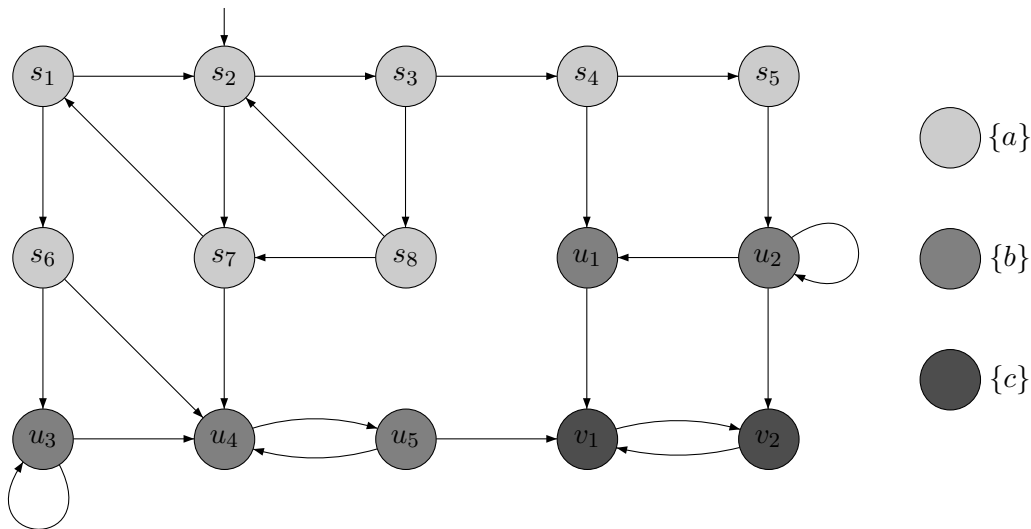 s₁ s₂ s₃ s₄ s₅
{a}
s₆ s₇ s₈ u₁ u₂
{b}
{c}
u₃ u₄ u₅ v₁ v₂